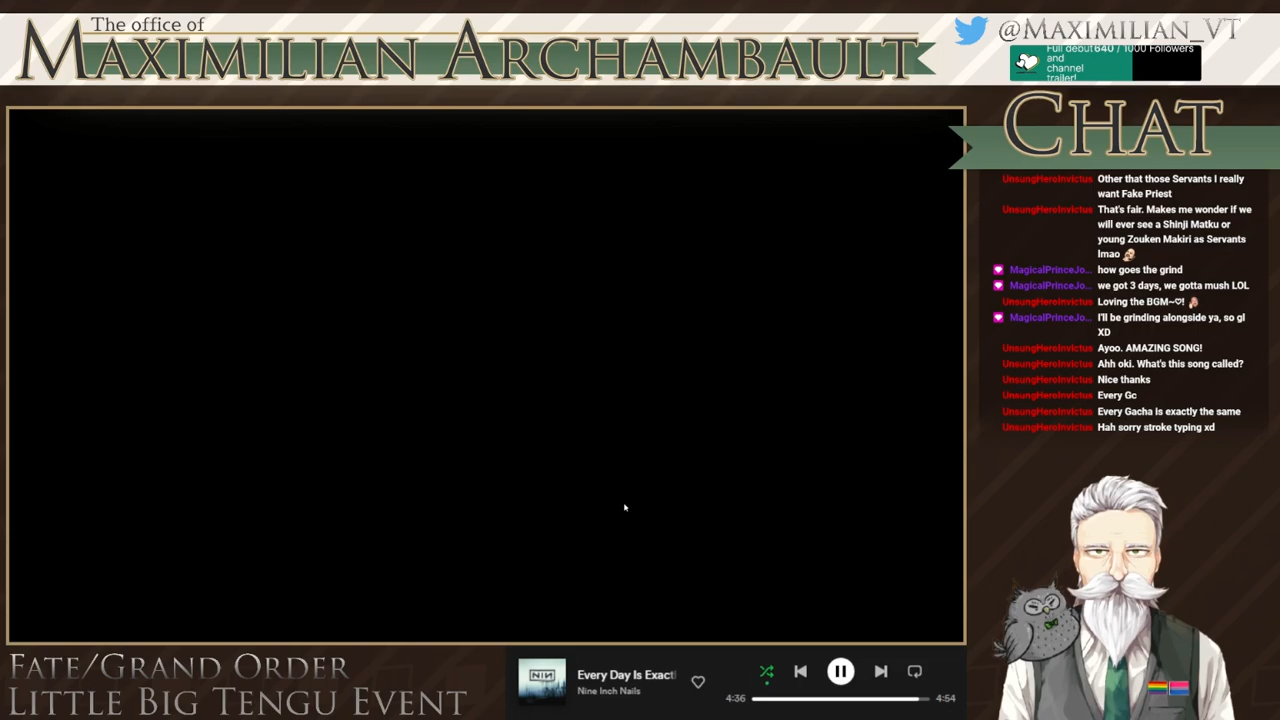 The office of
MAXIMILIAN ARCHAMBAULT
@MAXIMILIAN_VT
Full debut 640 / 1000 Followers
and
channel
trailer!
CHAT
UnsungHeroInvictus Other that those Servants I really
want Fake Priest
UnsungHeroInvictus That's fair. Makes me wonder if we
will ever see a Shinji Matku or
young Zouken Makiri as Servants
lmao
MagicalPrinceJo... how goes the grind
MagicalPrinceJo... we got 3 days, we gotta mush LOL
UnsungHeroInvictus Loving the BGM~♡!
MagicalPrinceJo... I'll be grinding alongside ya, so gl
XD
UnsungHeroInvictus Ayoo. AMAZING SONG!
UnsungHeroInvictus Ahh oki. What's this song called?
UnsungHeroInvictus Nice thanks
UnsungHeroInvictus Every Gc
UnsungHeroInvictus Every Gacha is exactly the same
UnsungHeroInvictus Hah sorry stroke typing xd
FATE/GRAND ORDER
LITTLE BIG TENGU EVENT
NIN
Every Day Is Exact
Nine Inch Nails
4:36
4:54